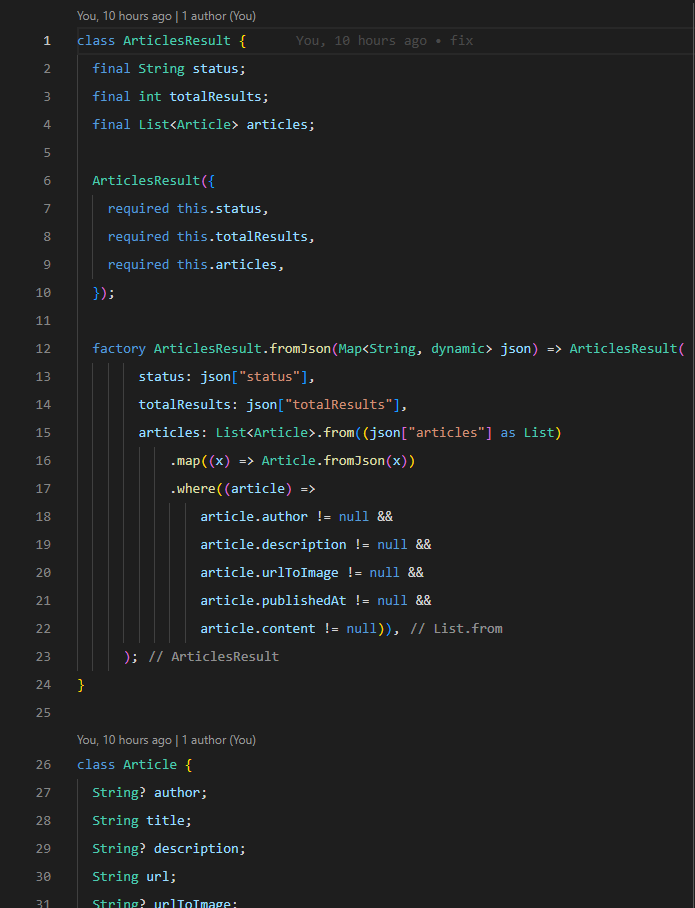 You, 10 hours ago | 1 author (You)
1 class ArticlesResult {     You, 10 hours ago • fix
2   final String status;
3   final int totalResults;
4   final List<Article> articles;
5
6   ArticlesResult({
7     required this.status,
8     required this.totalResults,
9     required this.articles,
10   });
11
12   factory ArticlesResult.fromJson(Map<String, dynamic> json) => ArticlesResult(
13         status: json["status"],
14         totalResults: json["totalResults"],
15         articles: List<Article>.from((json["articles"] as List)
16             .map((x) => Article.fromJson(x))
17             .where((article) =>
18                 article.author != null &&
19                 article.description != null &&
20                 article.urlToImage != null &&
21                 article.publishedAt != null &&
22                 article.content != null)), // List.from
23       ); // ArticlesResult
24 }
25
You, 10 hours ago | 1 author (You)
26 class Article {
27   String? author;
28   String title;
29   String? description;
30   String url;
31   String? urlToImage;